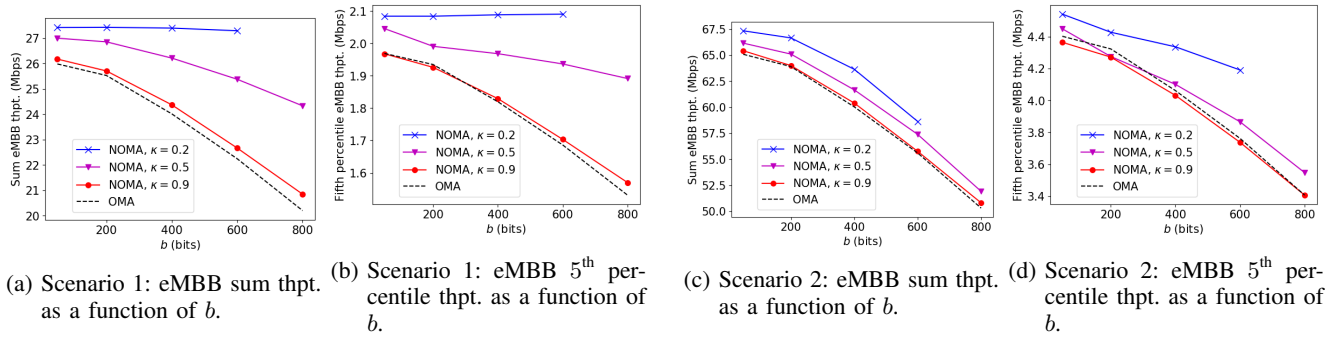 Sum eMBB thpt. (Mbps)
27
26
25
24
23
22
21
20
NOMA, κ = 0.2
NOMA, κ = 0.5
NOMA, κ = 0.9
OMA
200
400
600
800
b (bits)
(a) Scenario 1: eMBB sum thpt.
as a function of b.
Fifth percentile eMBB thpt. (Mbps)
2.1
2.0
1.9
1.8
1.7
1.6
NOMA, κ = 0.2
NOMA, κ = 0.5
NOMA, κ = 0.9
OMA
200
400
600
800
b (bits)
(b) Scenario 1: eMBB 5th per-
centile thpt. as a function of
b.
Sum eMBB thpt. (Mbps)
67.5
65.0
62.5
60.0
57.5
55.0
52.5
50.0
NOMA, κ = 0.2
NOMA, κ = 0.5
NOMA, κ = 0.9
OMA
200
400
600
800
b (bits)
(c) Scenario 2: eMBB sum thpt.
as a function of b.
Fifth percentile eMBB thpt. (Mbps)
4.4
4.2
4.0
3.8
3.6
3.4
NOMA, κ = 0.2
NOMA, κ = 0.5
NOMA, κ = 0.9
OMA
200
400
600
800
b (bits)
(d) Scenario 2: eMBB 5th per-
centile thpt. as a function of
b.